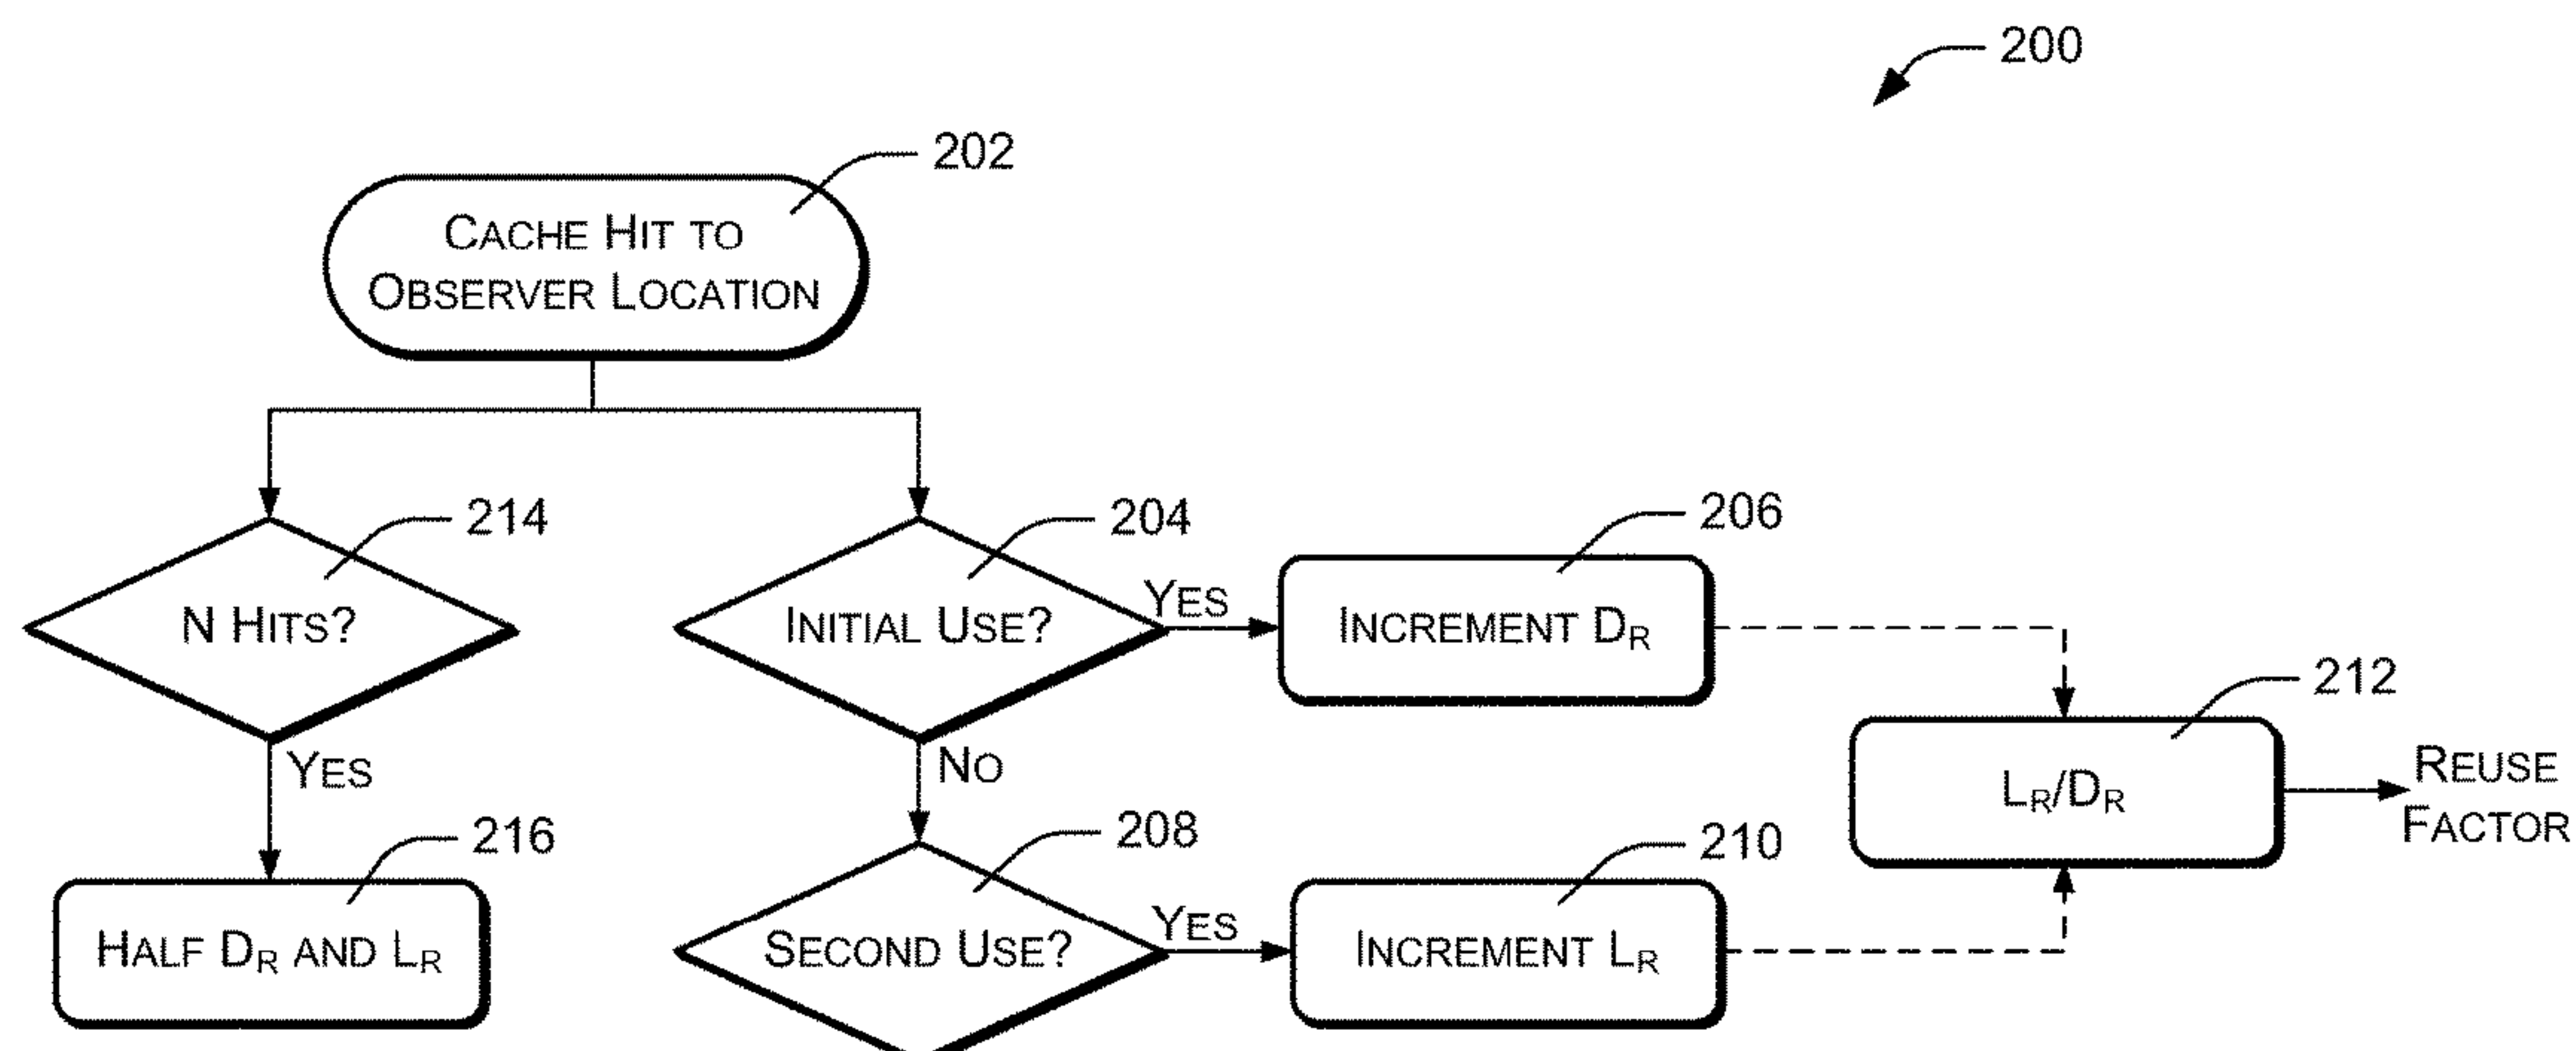 200
202
CACHE HIT TO
OBSERVER LOCATION
214
204
206
N HITS?
INITIAL USE?
YES
INCREMENT DR
212
YES
NO
LR/DR
REUSE
FACTOR
216
208
210
HALF DR AND LR
SECOND USE?
YES
INCREMENT LR